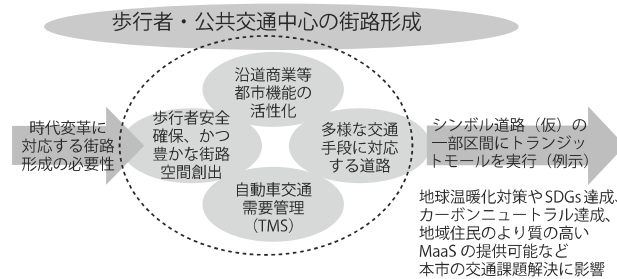 歩行者・公共交通中心の街路形成
沿道商業等
都市機能の
活性化
時代変革に
対応する街路
形成の必要性
歩行者安全
確保、かつ
豊かな街路
空間創出
多様な交通
手段に対応
する道路
自動車交通
需要管理
(TMS)
シンボル道路（仮）の
一部区間にトランジッ
トモールを実行（例示）
地球温暖化対策やSDGs達成、
カーボンニュートラル達成、
地域住民のより質の高い
MaaS の提供可能など
本市の交通課題解決に影響